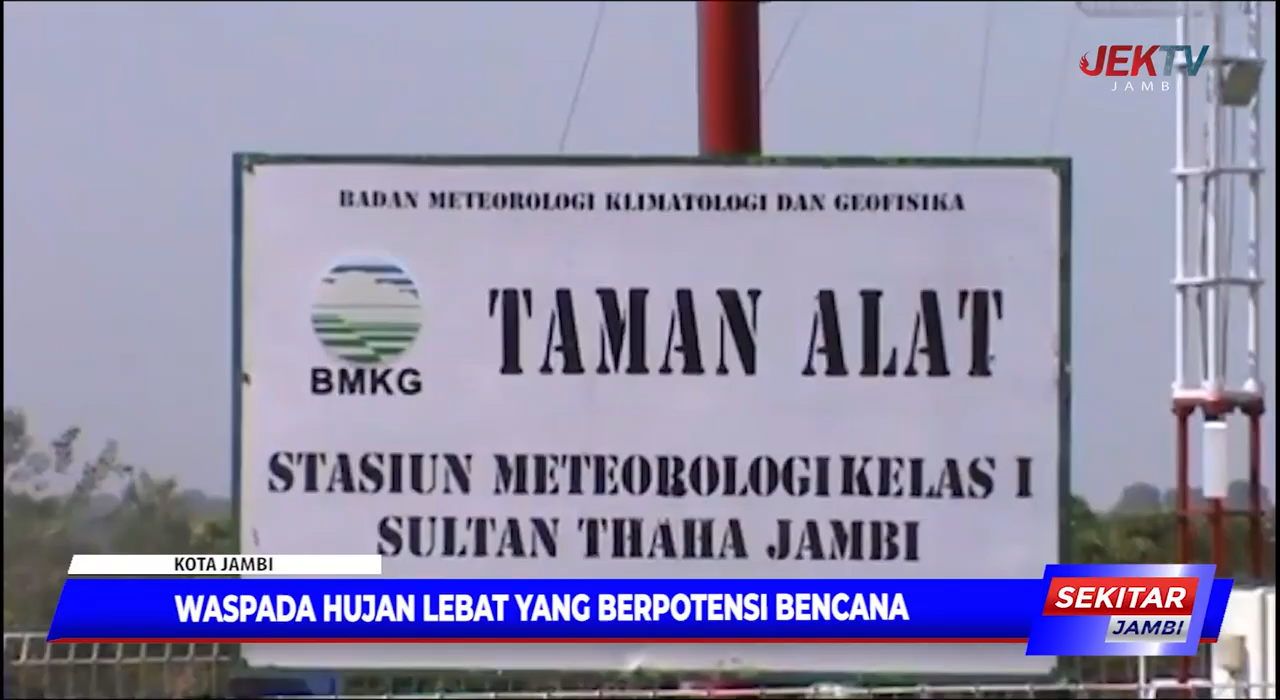 JEKTV
JAMBI
BADAN METEOROLOGI KLIMATOLOGI DAN GEOFISIKA
TAMAN ALAT
BMKG
STASIUN METEOROLOGI KELAS I
SULTAN THAHA JAMBI
KOTA JAMBI
WASPADA HUJAN LEBAT YANG BERPOTENSI BENCANA
SEKITAR
JAMBI